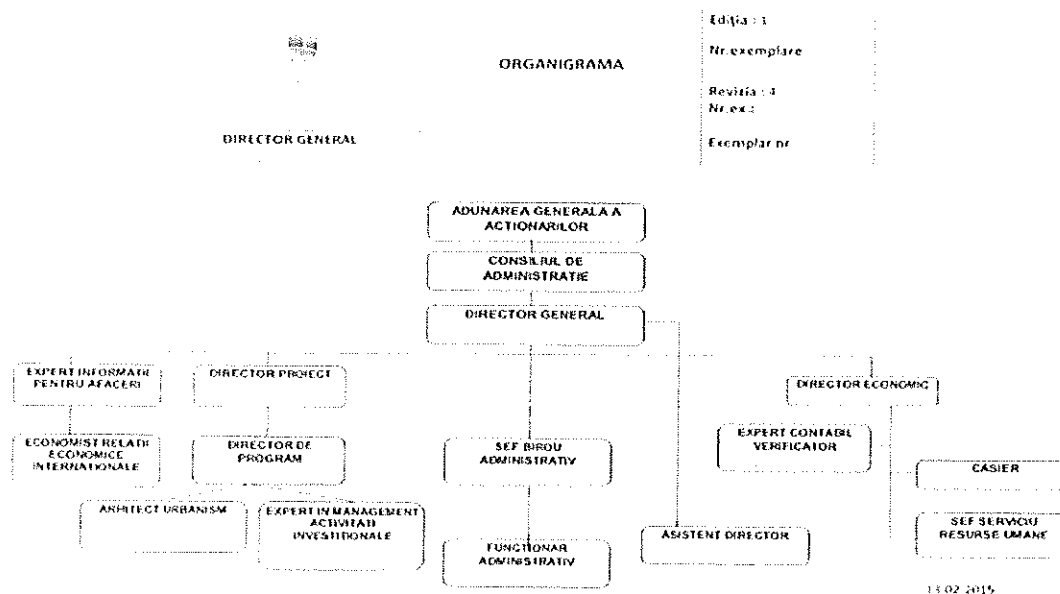 Ediţia : 1
Nr.exemplare
ORGANIGRAMA
Revizia : 4
Nr.ex.:
DIRECTOR GENERAL
Exemplar nr
ADUNAREA GENERALA A
ACTIONARILOR
CONSILIUL DE
ADMINISTRATIE
DIRECTOR GENERAL
EXPERT INFORMATII
PENTRU AFACERI
DIRECTOR PROIECT
DIRECTOR ECONOMIC
ECONOMIST RELATII
ECONOMICE
INTERNATIONALE
DIRECTOR DE
PROGRAM
SEF BIROU
ADMINISTRATIV
EXPERT CONTABIL
VERIFICATOR
CASIER
ARHITECT URBANISM
EXPERT IN MANAGEMENT
ACTIVITATI
INVESTITIONALE
FUNCTIONAR
ADMINISTRATIV
ASISTENT DIRECTOR
SEF SERVICIU
RESURSE UMANE
13.02.2015